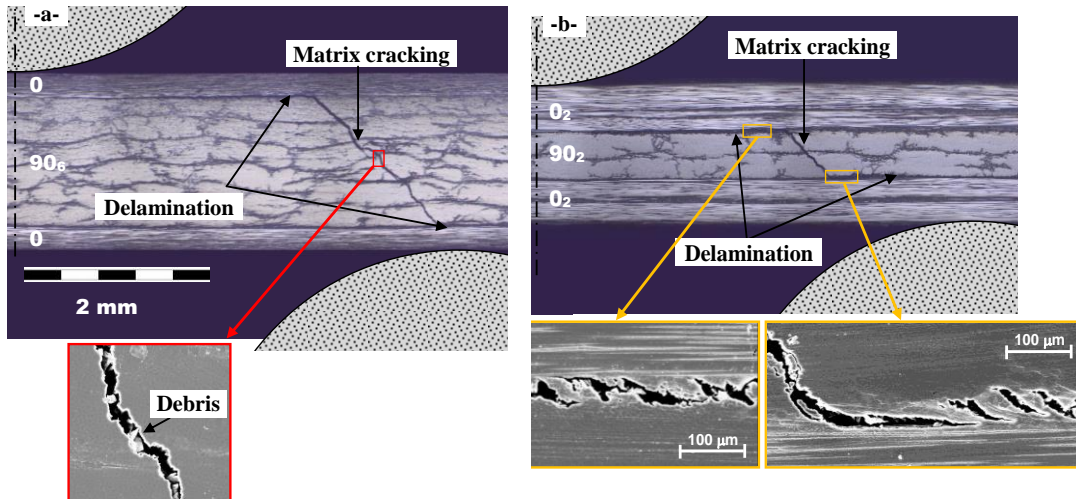 -a-
Matrix cracking
0
90₆
Delamination
0
2 mm
Debris
-b-
Matrix cracking
0₂
90₂
0₂
Delamination
100 μm
100 μm